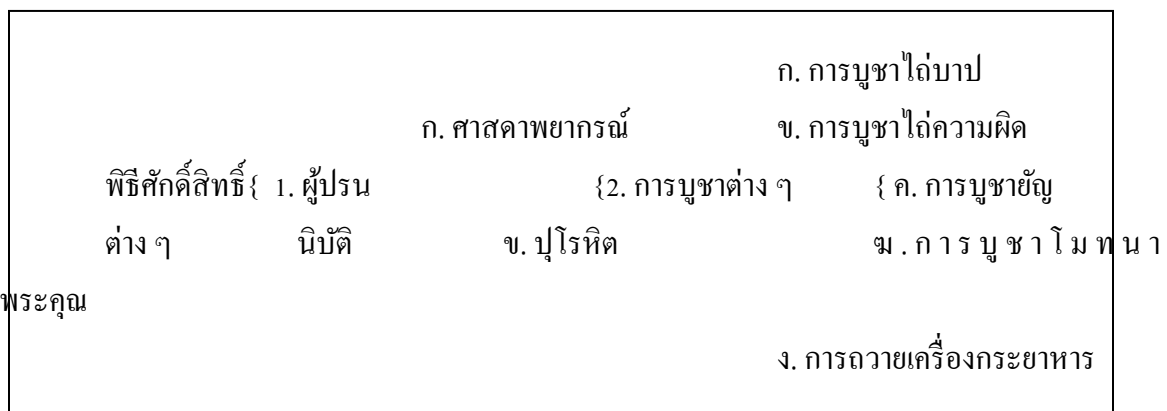 ก. การบูชาไถ่บาป
ก. ศาสดาพยากรณ์ ข. การบูชาไถ่ความผิด
พิธีศักดิ์สิทธิ์{ 1. ผู้ปรน {2. การบูชาต่าง ๆ { ค. การบูชายัญ
ต่าง ๆ นิบัติ ข. ปุโรหิต ฆ. การบูชาโมทนา
พระคุณ
ง. การถวายเครื่องกระยาหาร